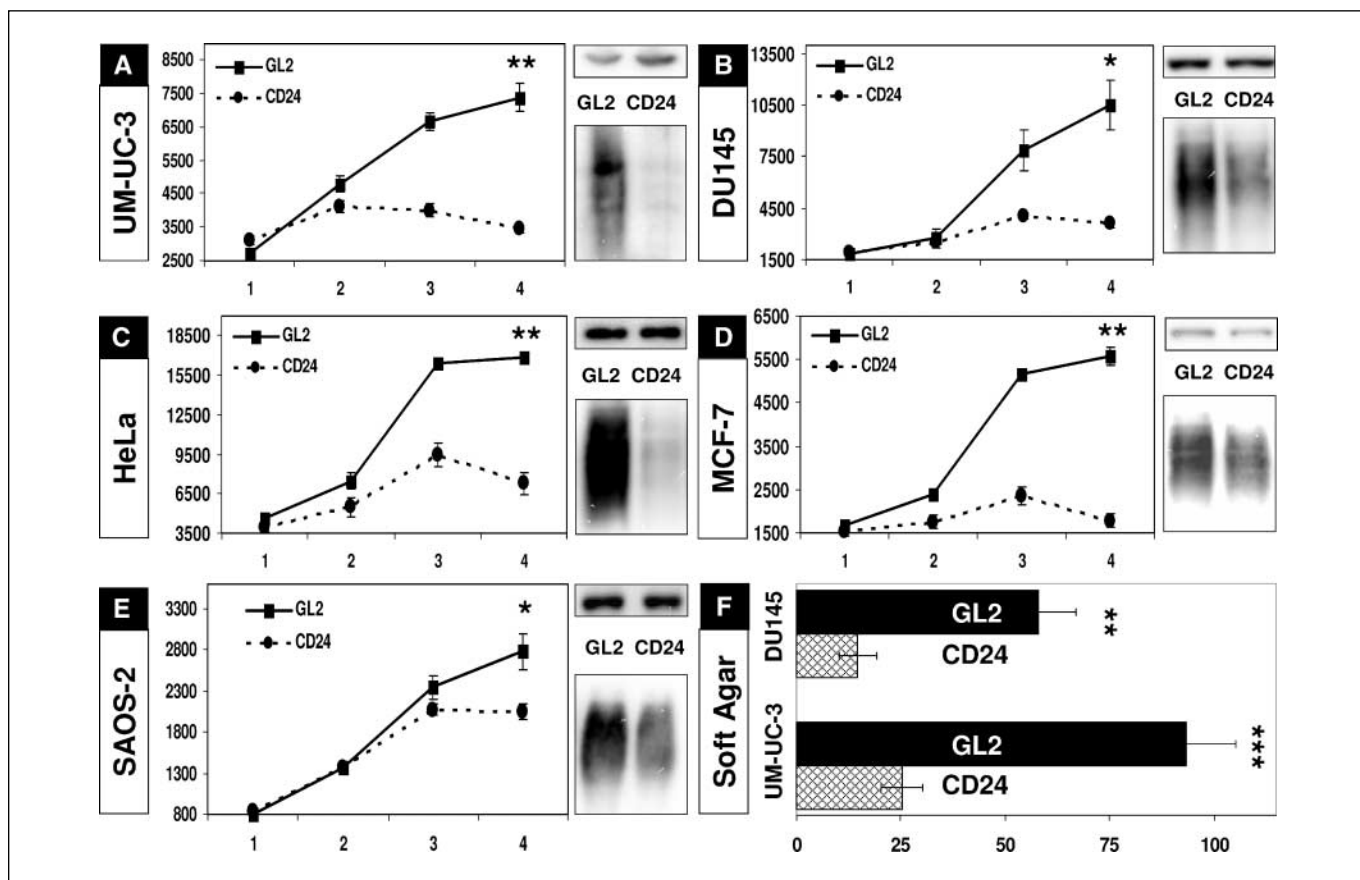 A
UM-UC-3
8500
7500
6500
5500
4500
3500
2500
GL2
CD24
**
1 2 3 4
GL2 CD24
B
DU145
13500
10500
7500
4500
1500
GL2
CD24
*
1 2 3 4
GL2 CD24
C
HeLa
18500
15500
12500
9500
6500
3500
GL2
CD24
**
1 2 3 4
GL2 CD24
D
MCF-7
6500
5500
4500
3500
2500
1500
GL2
CD24
**
1 2 3 4
GL2 CD24
E
SAOS-2
3300
2800
2300
1800
1300
800
GL2
CD24
*
1 2 3 4
GL2 CD24
F
Soft Agar
DU145
GL2
**
CD24
UM-UC-3
GL2
***
CD24
0 25 50 75 100